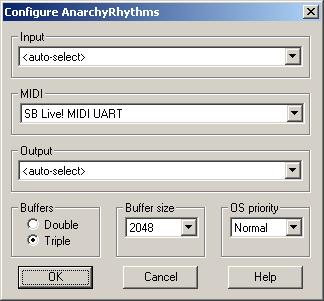 Configure AnarchyRhythms
Input
<auto-select>
MIDI
SB Live! MIDI UART
Output
<auto-select>
Buffers
Double
Triple
Buffer size
2048
OS priority
Normal
OK
Cancel
Help